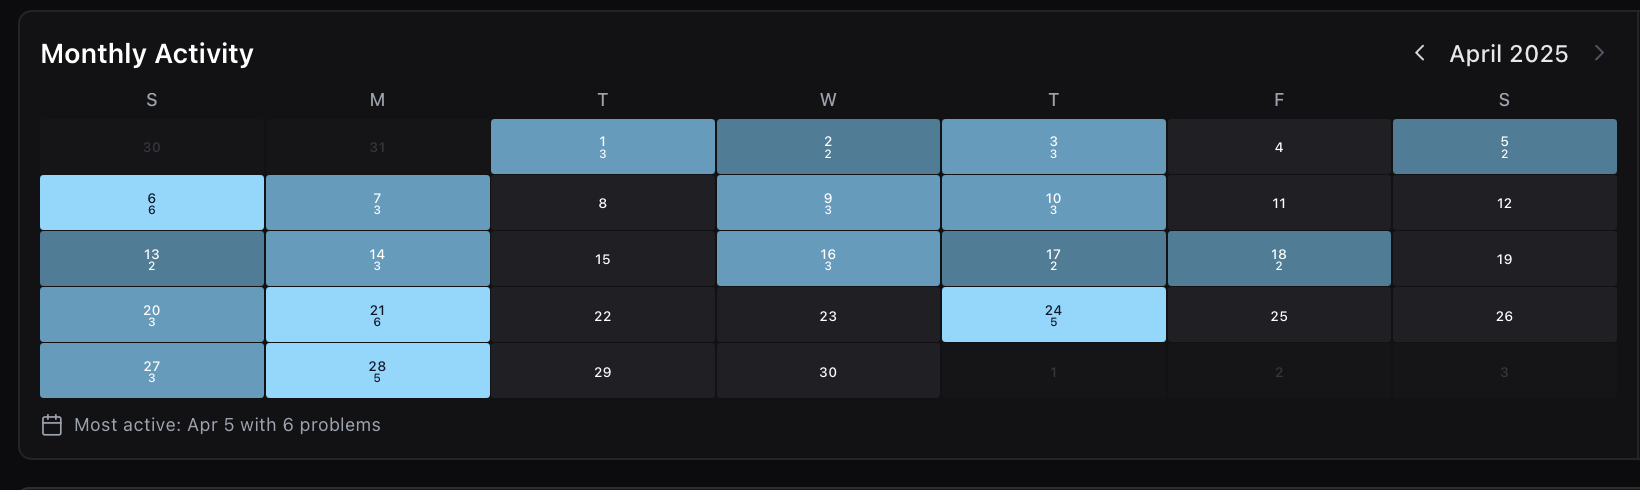 Monthly Activity
April 2025
S M T W T F S
30 31 1 2 3 4 5
3 2 3 2
6 7 8 9 10 11 12
6 3 3 3
13 14 15 16 17 18 19
2 3 3 2 2
20 21 22 23 24 25 26
3 6 5
27 28 29 30 1 2 3
3 5
Most active: Apr 5 with 6 problems